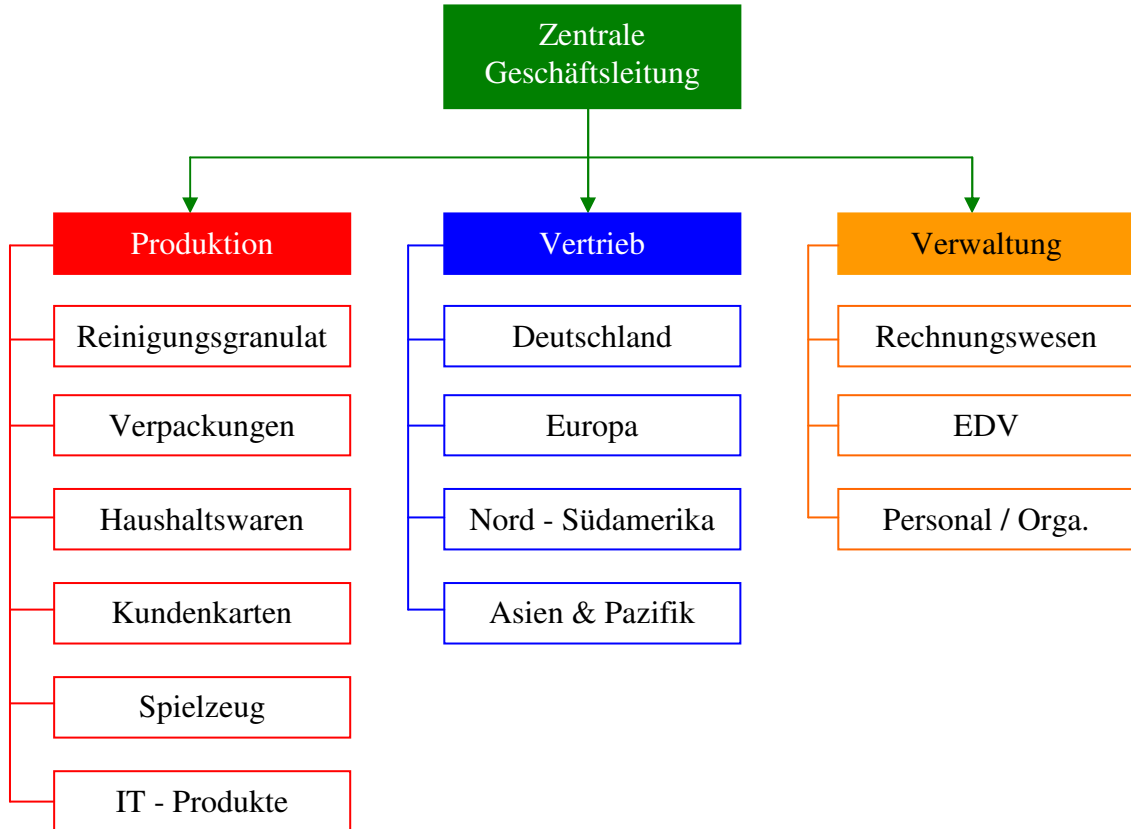 Zentrale
Geschäftsleitung
Produktion
Vertrieb
Verwaltung
Reinigungsgranulat
Deutschland
Rechnungswesen
Verpackungen
Europa
EDV
Haushaltswaren
Nord - Südamerika
Personal / Orga.
Kundenkarten
Asien & Pazifik
Spielzeug
IT - Produkte